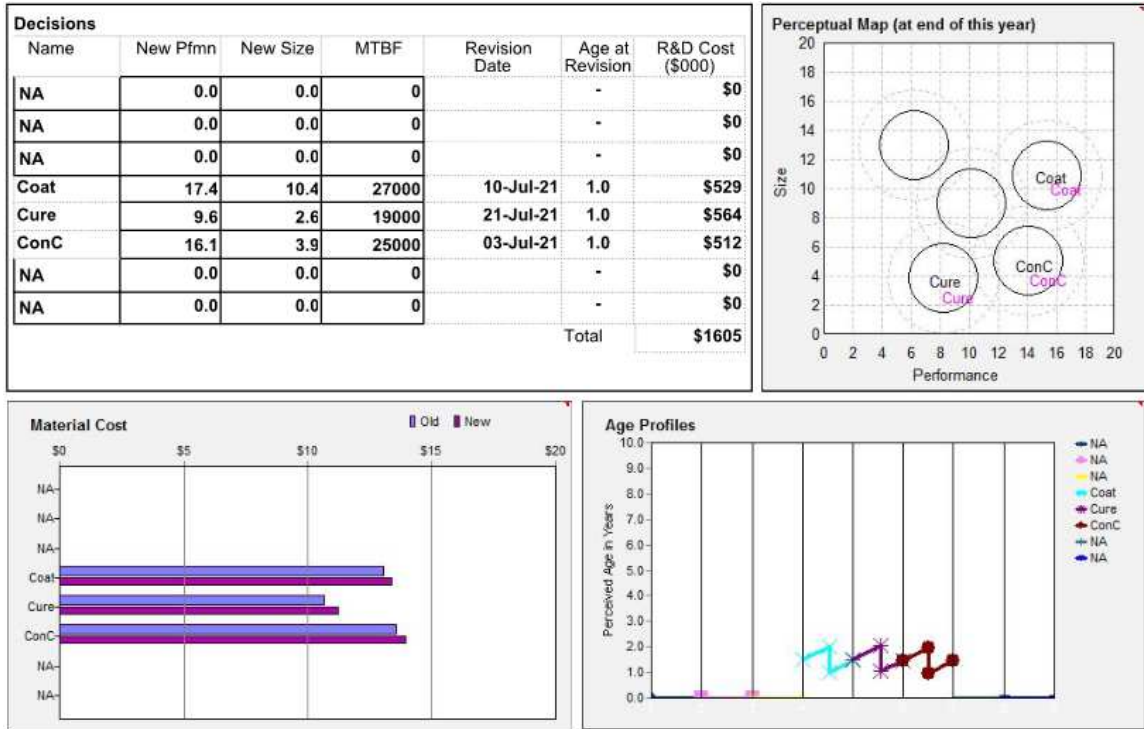 Decisions
Name New Pfmn New Size MTBF Revision Date Age at Revision R&D Cost ($000)
NA 0.0 0.0 0 - $0
NA 0.0 0.0 0 - $0
NA 0.0 0.0 0 - $0
Coat 17.4 10.4 27000 10-Jul-21 1.0 $529
Cure 9.6 2.6 19000 21-Jul-21 1.0 $564
ConC 16.1 3.9 25000 03-Jul-21 1.0 $512
NA 0.0 0.0 0 - $0
NA 0.0 0.0 0 - $0
Total $1605
Perceptual Map (at end of this year)
Size
20
18
16
14
12
10
8
6
4
2
0
Coat
Coat
ConC
ConC
Cure
Cure
0 2 4 6 8 10 12 14 16 18 20
Performance
Material Cost
Old New
$0 $5 $10 $15 $20
NA
NA
NA
Coat
Cure
ConC
NA
NA
Age Profiles
Perceived Age in Years
10.0
9.0
8.0
7.0
6.0
5.0
4.0
3.0
2.0
1.0
0.0
NA
NA
NA
Coat
Cure
ConC
NA
NA